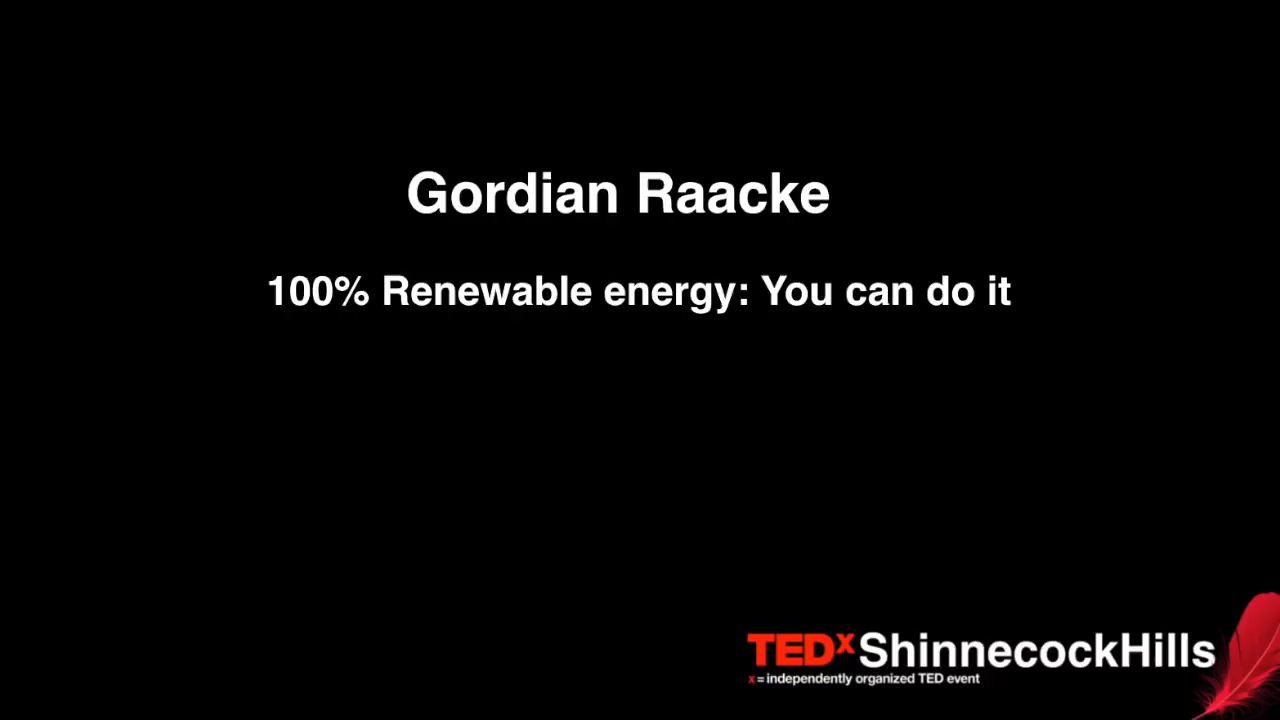 Gordian Raacke
100% Renewable energy: You can do it
TEDxShinnecockHills
x = independently organized TED event